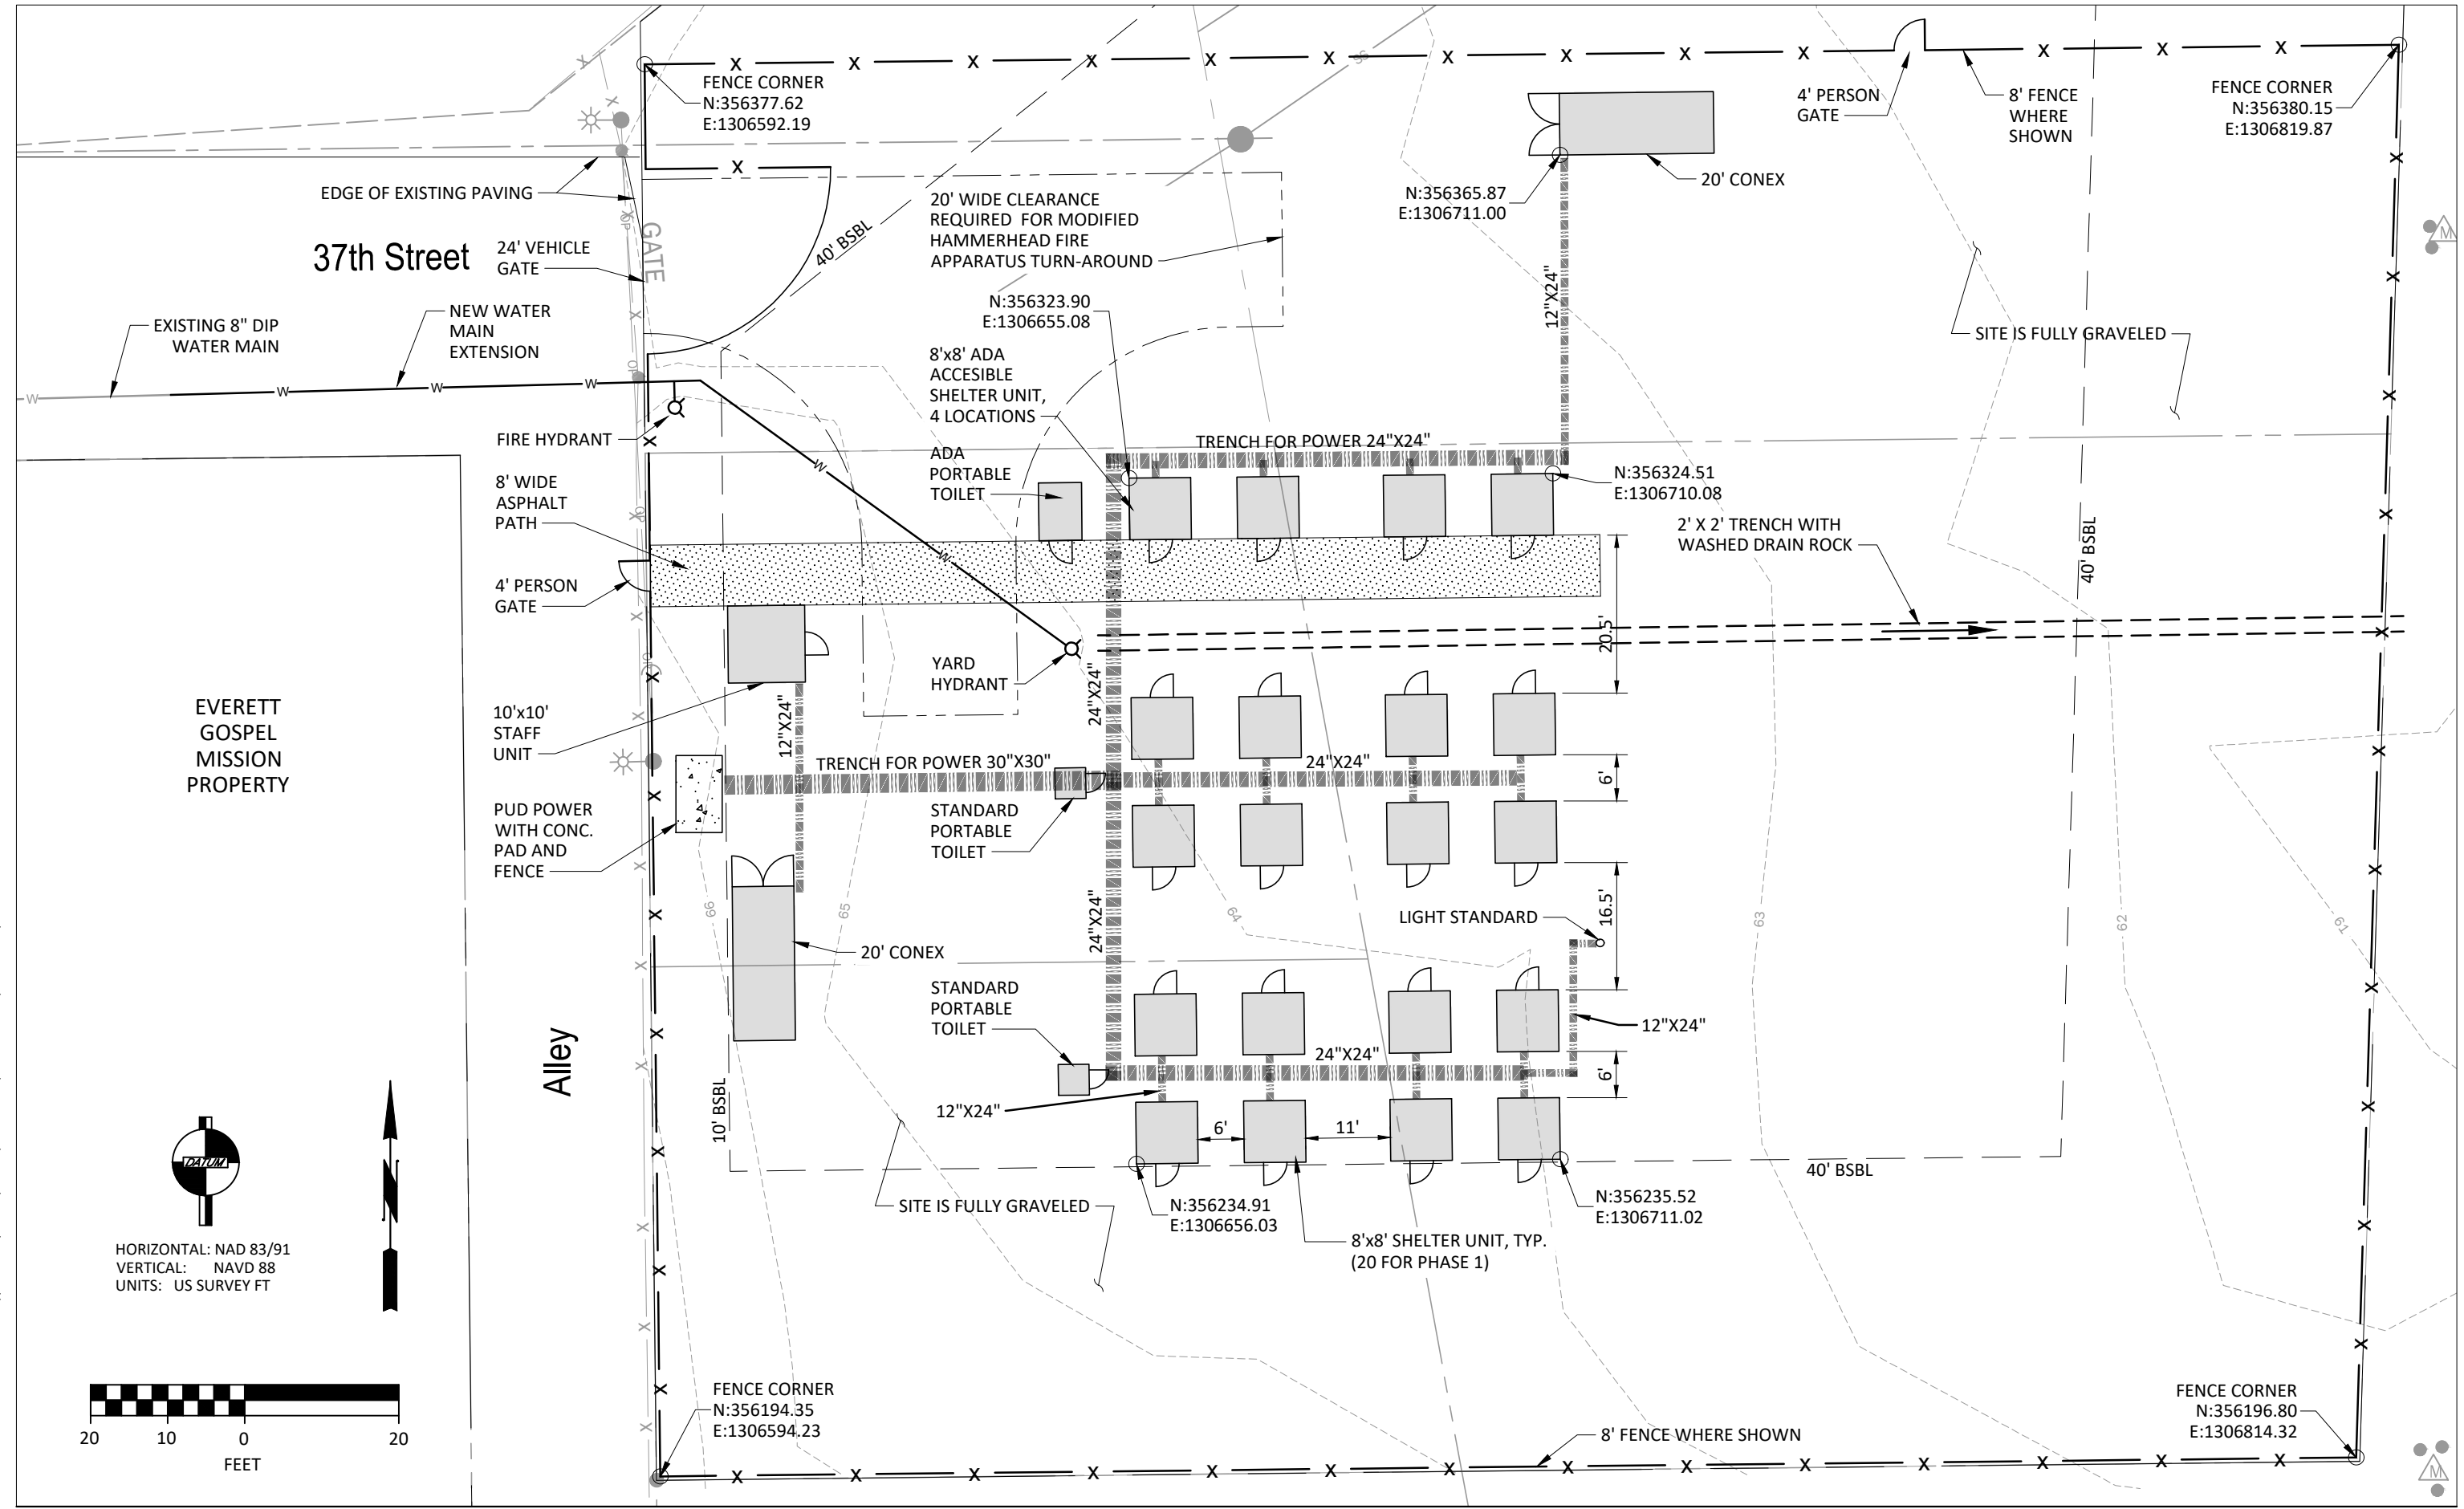 FENCE CORNER
N:356377.62
E:1306592.19
4' PERSON
GATE
8' FENCE
WHERE
SHOWN
FENCE CORNER
N:356380.15
E:1306819.87
EDGE OF EXISTING PAVING
37th Street
24' VEHICLE
GATE
GATE
40' BSBL
20' WIDE CLEARANCE
REQUIRED FOR MODIFIED
HAMMERHEAD FIRE
APPARATUS TURN-AROUND
N:356365.87
E:1306711.00
20' CONEX
12"X24"
SITE IS FULLY GRAVELED
EXISTING 8" DIP
WATER MAIN
NEW WATER
MAIN
EXTENSION
N:356323.90
E:1306655.08
8'x8' ADA
ACCESIBLE
SHELTER UNIT,
4 LOCATIONS
FIRE HYDRANT
TRENCH FOR POWER 24"X24"
ADA
PORTABLE
TOILET
N:356324.51
E:1306710.08
8' WIDE
ASPHALT
PATH
2' X 2' TRENCH WITH
WASHED DRAIN ROCK
40' BSBL
4' PERSON
GATE
20.5'
YARD
HYDRANT
24"X24"
EVERETT
GOSPEL
MISSION
PROPERTY
10'x10'
STAFF
UNIT
12"X24"
TRENCH FOR POWER 30"X30"
24"X24"
6'
PUD POWER
WITH CONC.
PAD AND
FENCE
STANDARD
PORTABLE
TOILET
66
65
64
63
62
61
24"X24"
LIGHT STANDARD
16.5'
20' CONEX
STANDARD
PORTABLE
TOILET
12"X24"
24"X24"
6'
Alley
10' BSBL
12"X24"
6'
11'
40' BSBL
DATUM
N
SITE IS FULLY GRAVELED
N:356234.91
E:1306656.03
N:356235.52
E:1306711.02
8'x8' SHELTER UNIT, TYP.
(20 FOR PHASE 1)
HORIZONTAL: NAD 83/91
VERTICAL: NAVD 88
UNITS: US SURVEY FT
20 10 0 20
FEET
FENCE CORNER
N:356194.35
E:1306594.23
8' FENCE WHERE SHOWN
FENCE CORNER
N:356196.80
E:1306814.32